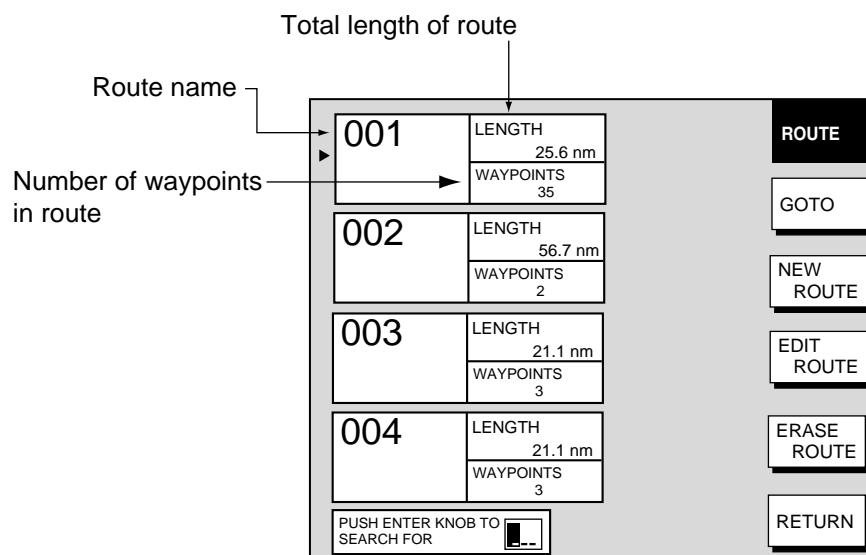 Total length of route
Route name
Number of waypoints
in route
001
LENGTH
25.6 nm
WAYPOINTS
35
002
LENGTH
56.7 nm
WAYPOINTS
2
003
LENGTH
21.1 nm
WAYPOINTS
3
004
LENGTH
21.1 nm
WAYPOINTS
3
PUSH ENTER KNOB TO
SEARCH FOR
_ _
ROUTE
GOTO
NEW
ROUTE
EDIT
ROUTE
ERASE
ROUTE
RETURN